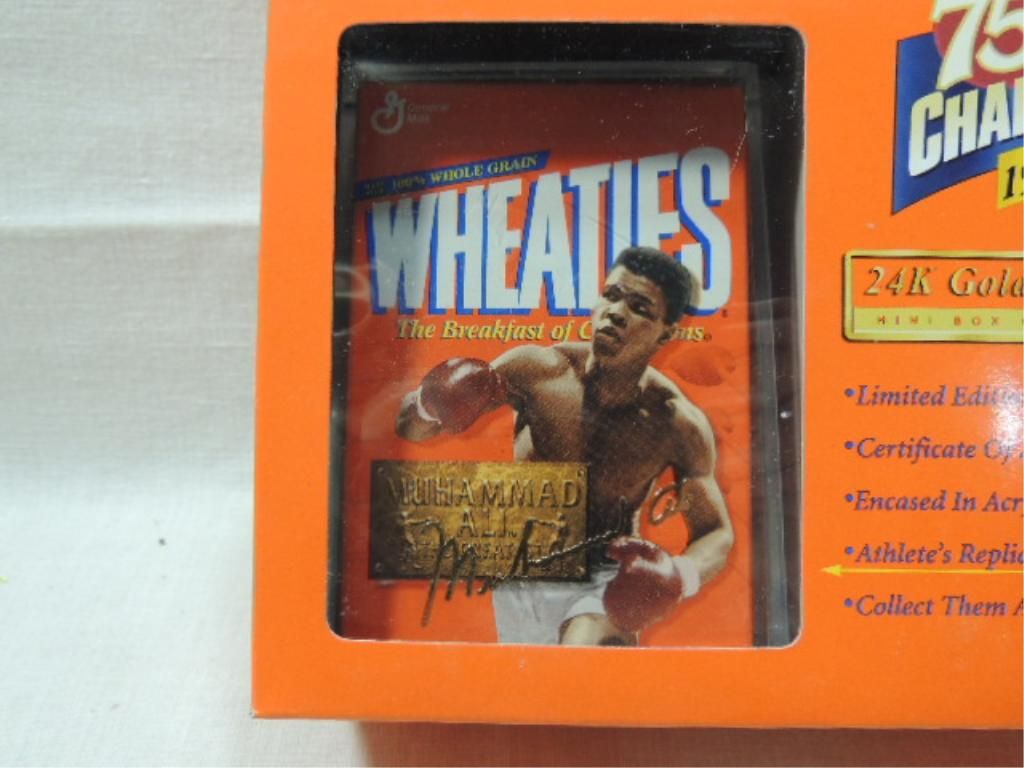 General
Mills
100% WHOLE GRAIN
WHEATIES
The Breakfast of C ns.
MUHAMMAD
ALI
75
CHA
24K Gold
MINI BOX
•Limited Edit
•Certificate Of
•Encased In Acr
•Athlete's Replic
•Collect Them A